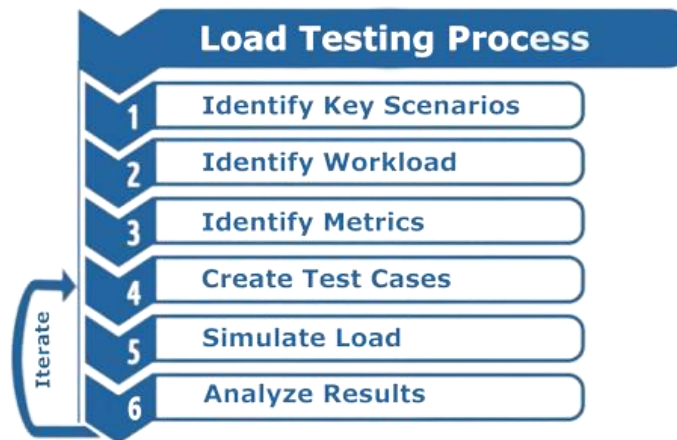 Load Testing Process
1 Identify Key Scenarios
2 Identify Workload
3 Identify Metrics
4 Create Test Cases
5 Simulate Load
6 Analyze Results
Iterate